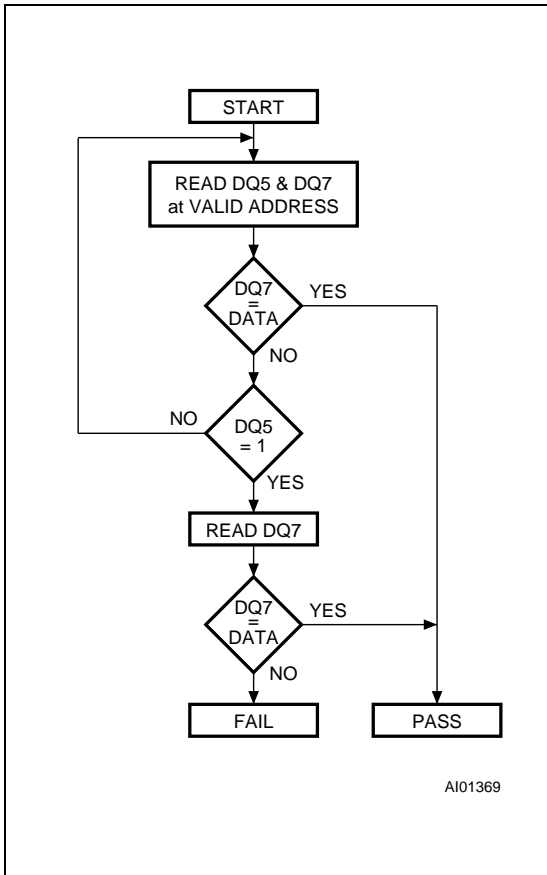 START
READ DQ5 & DQ7
at VALID ADDRESS
DQ7
=
DATA
YES
NO
NO
DQ5
= 1
YES
READ DQ7
DQ7
=
DATA
YES
NO
FAIL
PASS
AI01369